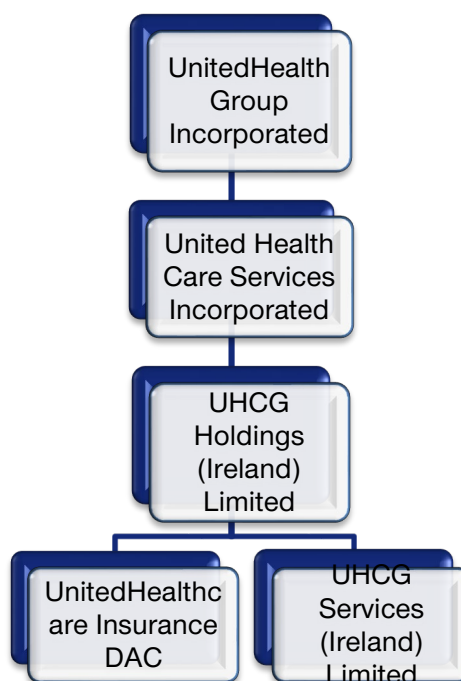 UnitedHealth
Group
Incorporated
United Health
Care Services
Incorporated
UHCG
Holdings
(Ireland)
Limited
UnitedHealthc
are Insurance
DAC
UHCG
Services
(Ireland)
Limited